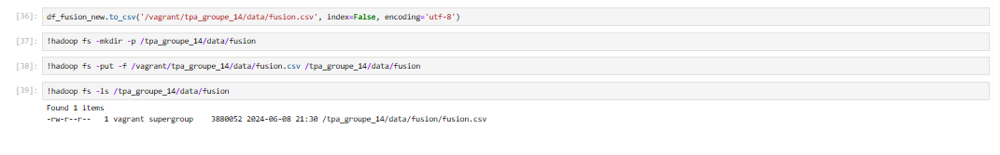 [36]: df_fusion_new.to_csv('/vagrant/tpa_groupe_14/data/fusion.csv', index=False, encoding='utf-8')
[37]: !hadoop fs -mkdir -p /tpa_groupe_14/data/fusion
[38]: !hadoop fs -put -f /vagrant/tpa_groupe_14/data/fusion.csv /tpa_groupe_14/data/fusion
[39]: !hadoop fs -ls /tpa_groupe_14/data/fusion
Found 1 items
-rw-r--r--   1 vagrant supergroup    3880052 2024-06-08 21:30 /tpa_groupe_14/data/fusion/fusion.csv